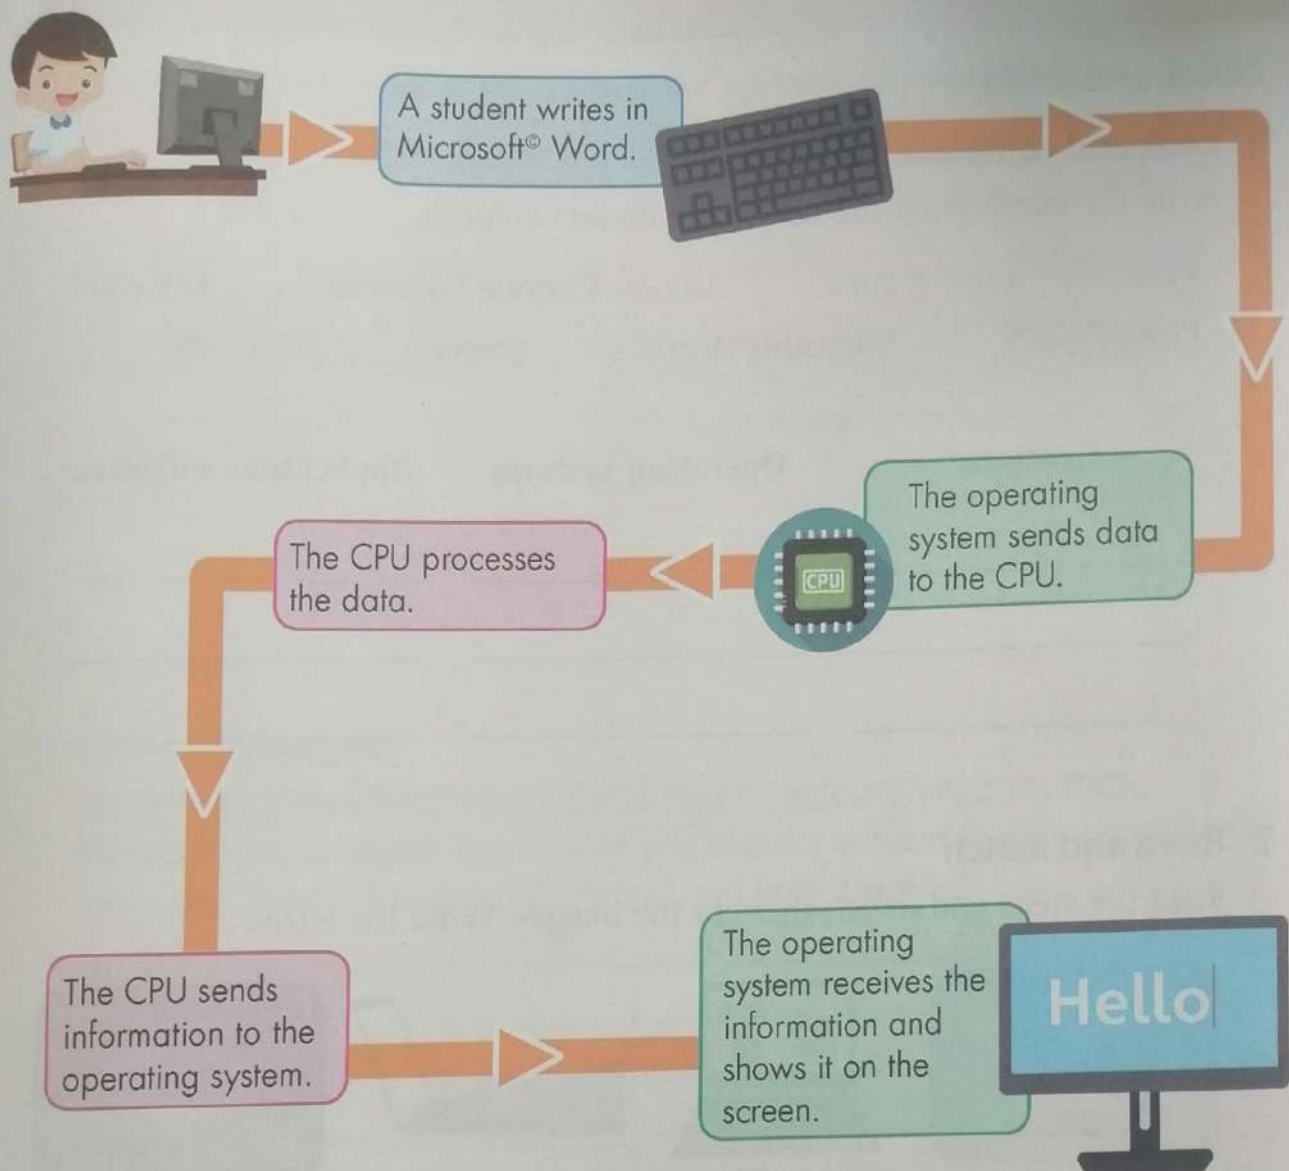 A student writes in
Microsoft© Word.
The operating
system sends data
to the CPU.
CPU
The CPU processes
the data.
The CPU sends
information to the
operating system.
The operating
system receives the
information and
shows it on the
screen.
Hello